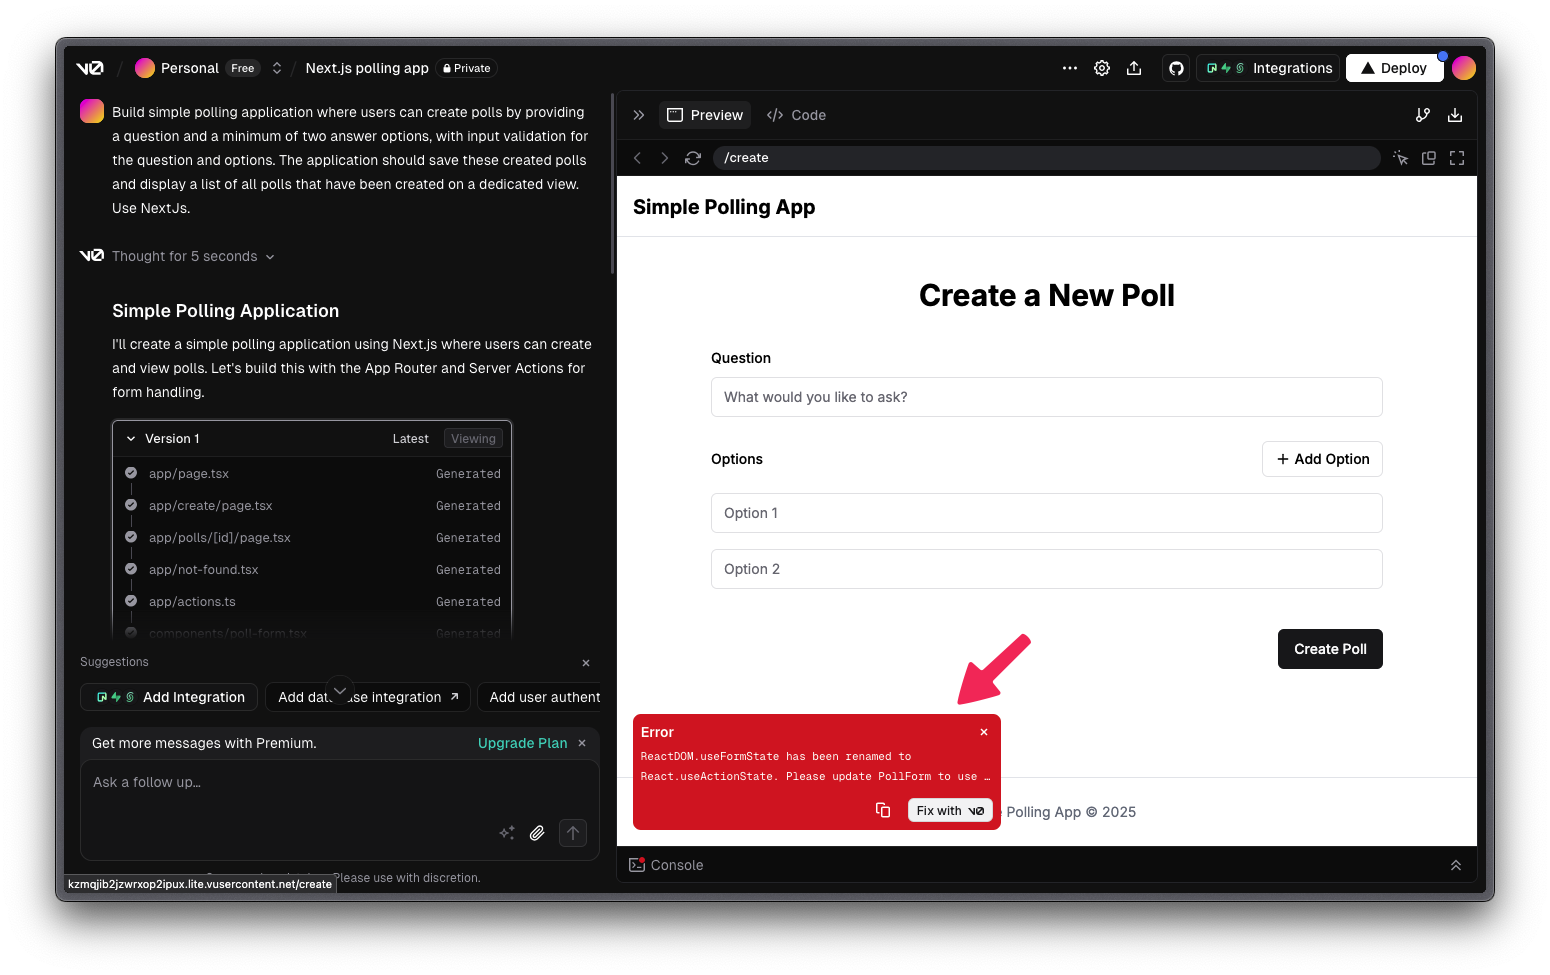 v0 / Personal Free / Next.js polling app Private
Integrations
Deploy
Build simple polling application where users can create polls by providing
a question and a minimum of two answer options, with input validation for
the question and options. The application should save these created polls
and display a list of all polls that have been created on a dedicated view.
Use NextJs.
v0 Thought for 5 seconds
Simple Polling Application
I'll create a simple polling application using Next.js where users can create
and view polls. Let's build this with the App Router and Server Actions for
form handling.
Version 1 Latest Viewing
app/page.tsx Generated
app/create/page.tsx Generated
app/polls/[id]/page.tsx Generated
app/not-found.tsx Generated
app/actions.ts Generated
components/poll-form.tsx Generated
Suggestions
Add Integration
integration
Add user authent
Get more messages with Premium. Upgrade Plan
Ask a follow up…
Please use with discretion.
kzmqjib2jzwrxop2ipux.lite.vusercontent.net/create
Preview
Code
/create
Simple Polling App
Create a New Poll
Question
What would you like to ask?
Options
+ Add Option
Option 1
Option 2
Create Poll
Error
ReactDOM.useFormState has been renamed to
React.useActionState. Please update PollForm to use …
Fix with v0
Polling App © 2025
Console